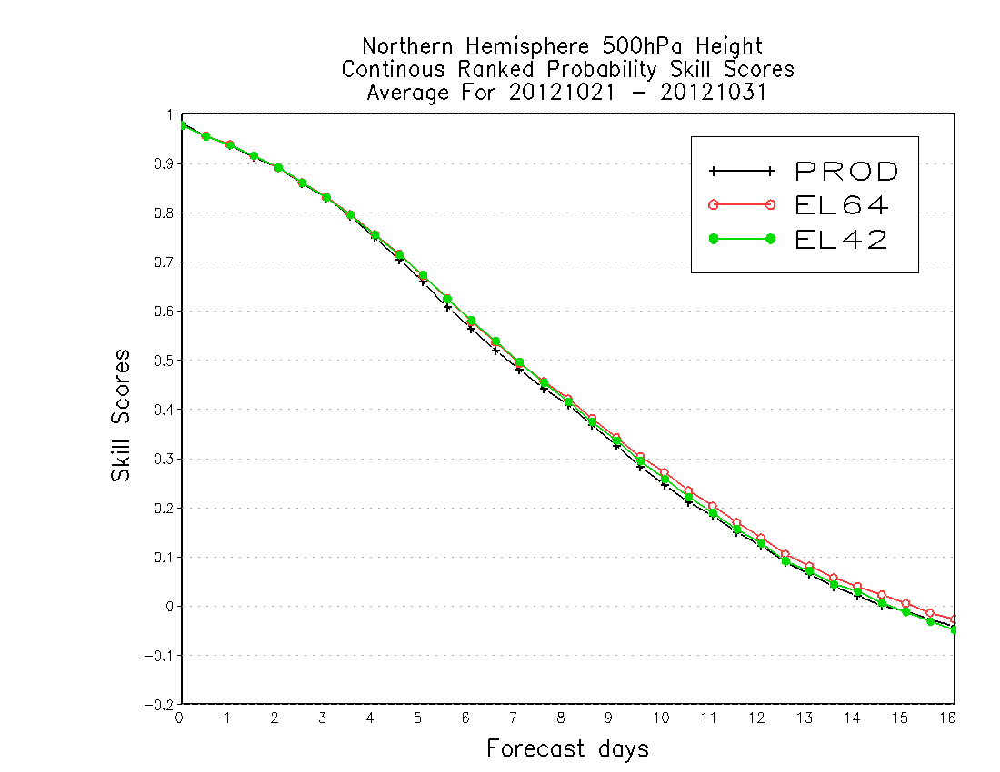 Northern Hemisphere 500hPa Height
Continous Ranked Probability Skill Scores
Average For 20121021 - 20121031
PROD
EL64
EL42
Skill Scores
1
0.9
0.8
0.7
0.6
0.5
0.4
0.3
0.2
0.1
0
-0.1
-0.2
0 1 2 3 4 5 6 7 8 9 10 11 12 13 14 15 16
Forecast days